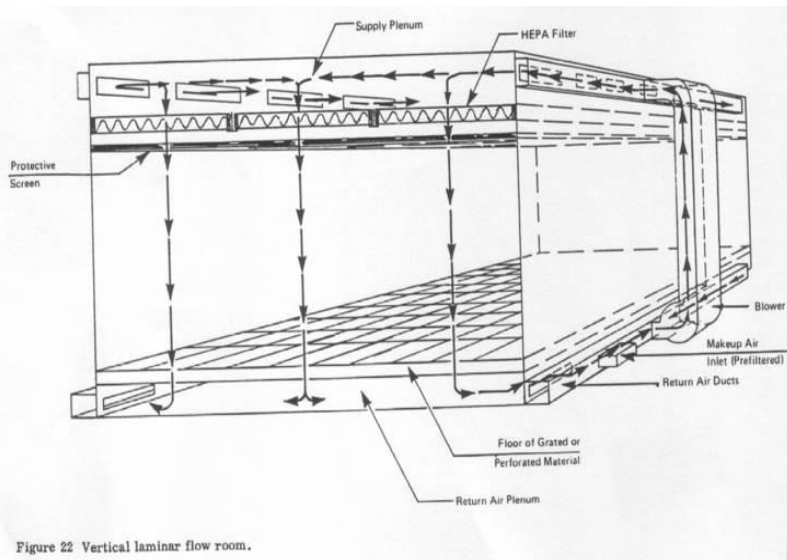 Supply Plenum
HEPA Filter
Protective
Screen
Blower
Makeup Air
Inlet (Prefiltered)
Return Air Ducts
Floor of Grated or
Perforated Material
Return Air Plenum
Figure 22 Vertical laminar flow room.